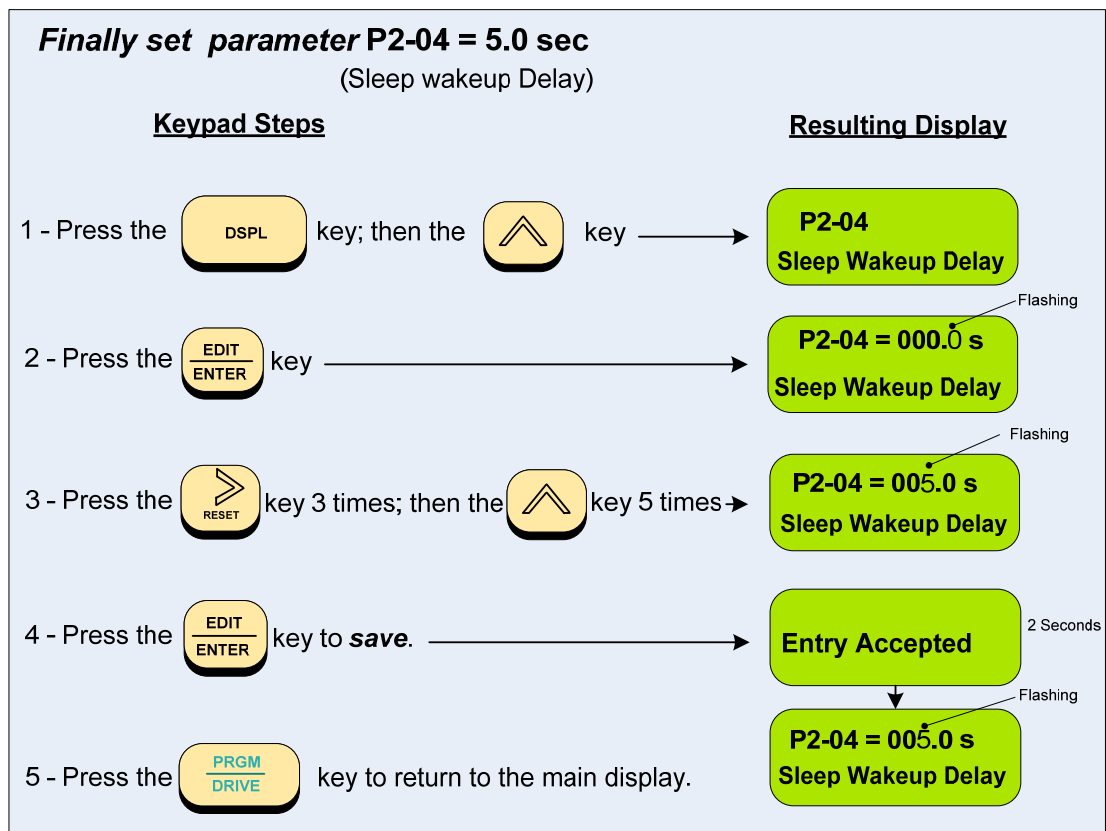 Finally set parameter P2-04 = 5.0 sec
(Sleep wakeup Delay)
Keypad Steps
Resulting Display
1 - Press the DSPL key; then the key
P2-04
Sleep Wakeup Delay
Flashing
2 - Press the EDIT ENTER key
P2-04 = 000.0 s
Sleep Wakeup Delay
Flashing
3 - Press the RESET key 3 times; then the key 5 times
P2-04 = 005.0 s
Sleep Wakeup Delay
4 - Press the EDIT ENTER key to save.
Entry Accepted
2 Seconds
Flashing
P2-04 = 005.0 s
Sleep Wakeup Delay
5 - Press the PRGM DRIVE key to return to the main display.